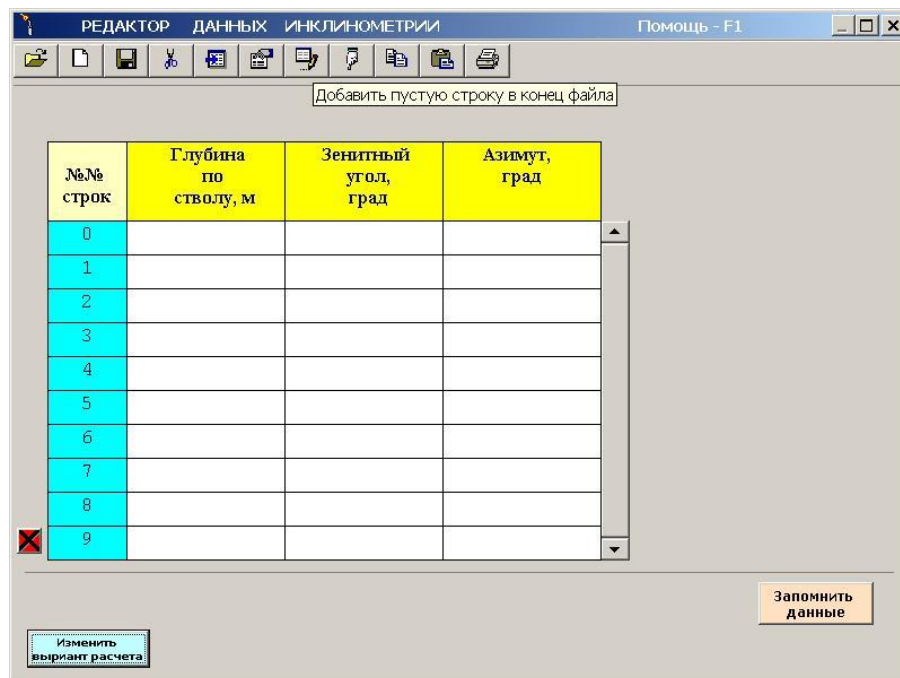 РЕДАКТОР ДАННЫХ ИНКЛИНОМЕТРИИ Помощь - F1
Добавить пустую строку в конец файла
№№ строк
Глубина по стволу, м
Зенитный угол, град
Азимут, град
0
1
2
3
4
5
6
7
8
9
Запомнить
данные
Изменить
выриант расчета